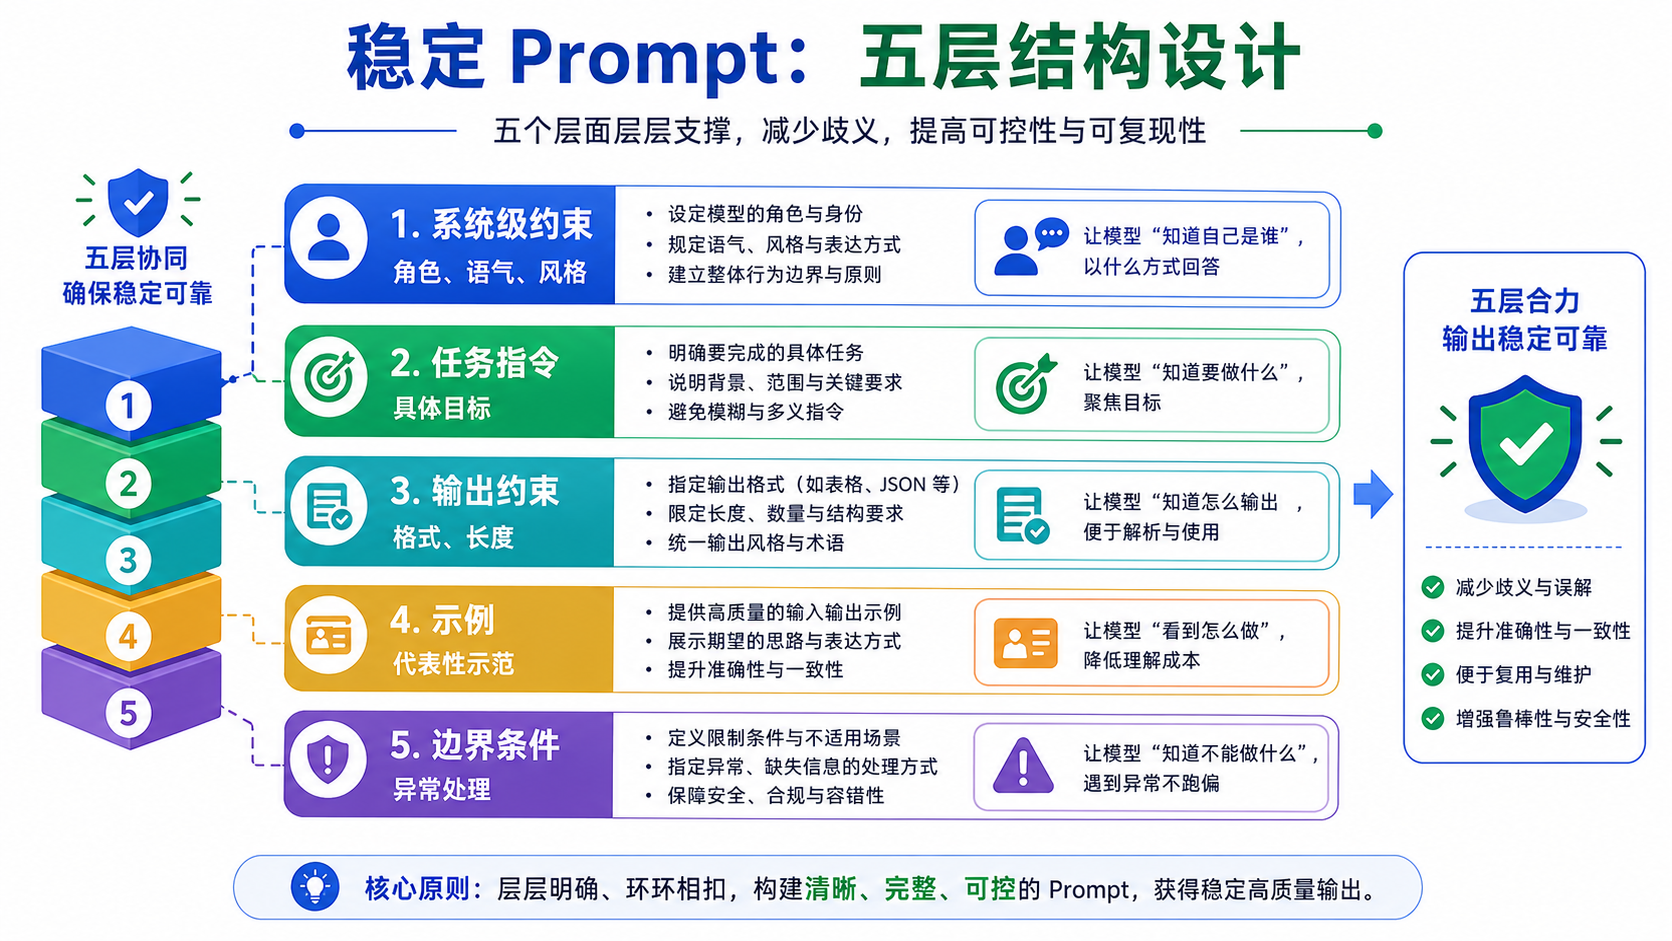 稳定 Prompt：五层结构设计
五个层面层层支撑，减少歧义，提高可控性与可复现性
五层协同
确保稳定可靠
1
2
3
4
5
1. 系统级约束
角色、语气、风格
• 设定模型的角色与身份
• 规定语气、风格与表达方式
• 建立整体行为边界与原则
让模型“知道自己是谁”，
以什么方式回答
2. 任务指令
具体目标
• 明确要完成的具体任务
• 说明背景、范围与关键要求
• 避免模糊与多义指令
让模型“知道要做什么”，
聚焦目标
3. 输出约束
格式、长度
• 指定输出格式（如表格、JSON 等）
• 限定长度、数量与结构要求
• 统一输出风格与术语
让模型“知道怎么输出 ，
便于解析与使用
4. 示例
代表性示范
• 提供高质量的输入输出示例
• 展示期望的思路与表达方式
• 提升准确性与一致性
让模型“看到怎么做”，
降低理解成本
5. 边界条件
异常处理
• 定义限制条件与不适用场景
• 指定异常、缺失信息的处理方式
• 保障安全、合规与容错性
让模型“知道不能做什么”，
遇到异常不跑偏
五层合力
输出稳定可靠
减少歧义与误解
提升准确性与一致性
便于复用与维护
增强鲁棒性与安全性
核心原则：层层明确、环环相扣，构建清晰、完整、可控的 Prompt，获得稳定高质量输出。